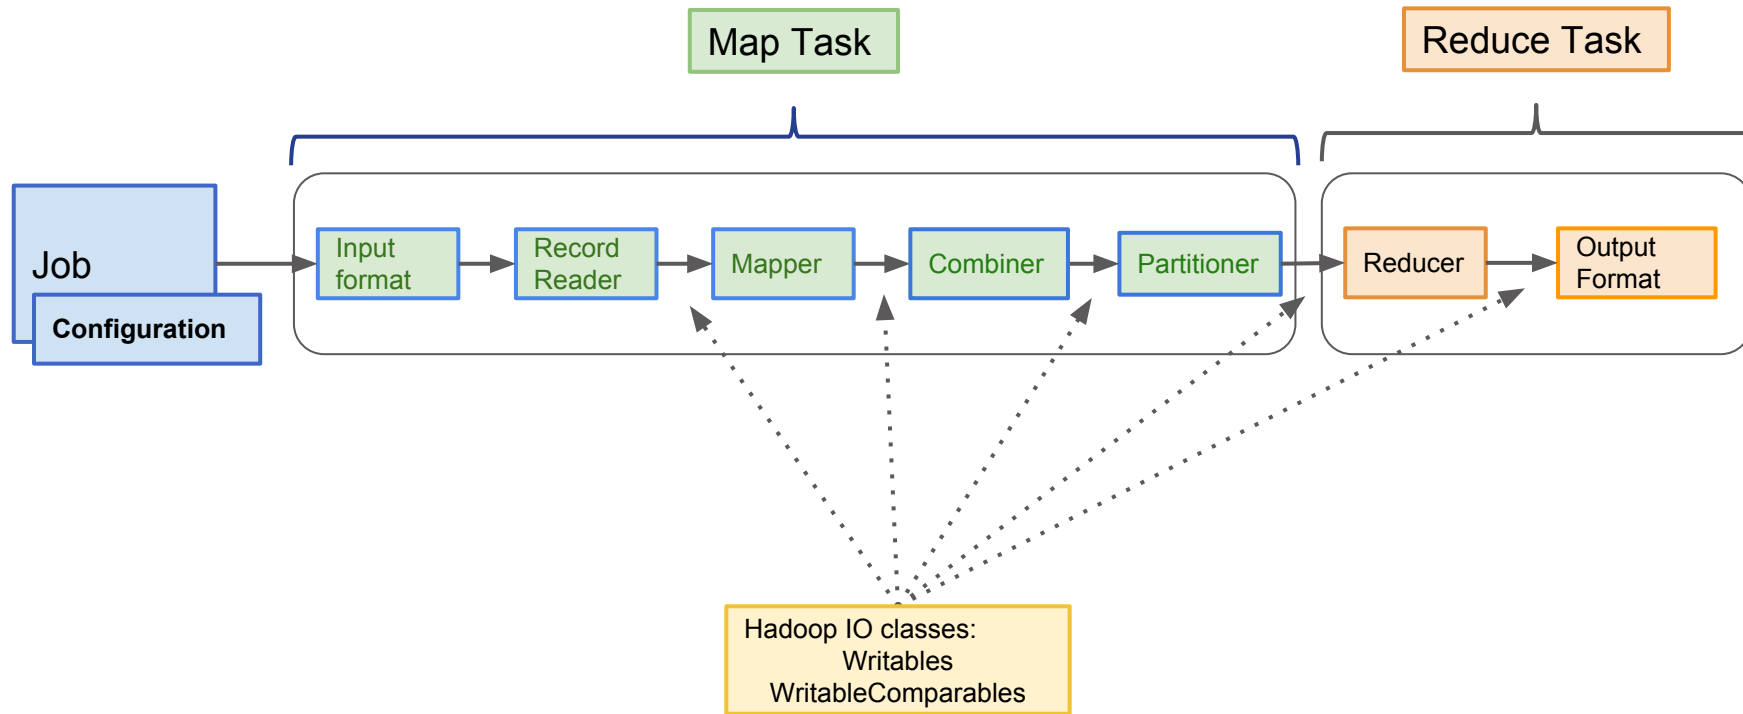 Map Task
Reduce Task
Job
Configuration
Input
format
Record
Reader
Mapper
Combiner
Partitioner
Reducer
Output
Format
Hadoop IO classes:
Writables
WritableComparables